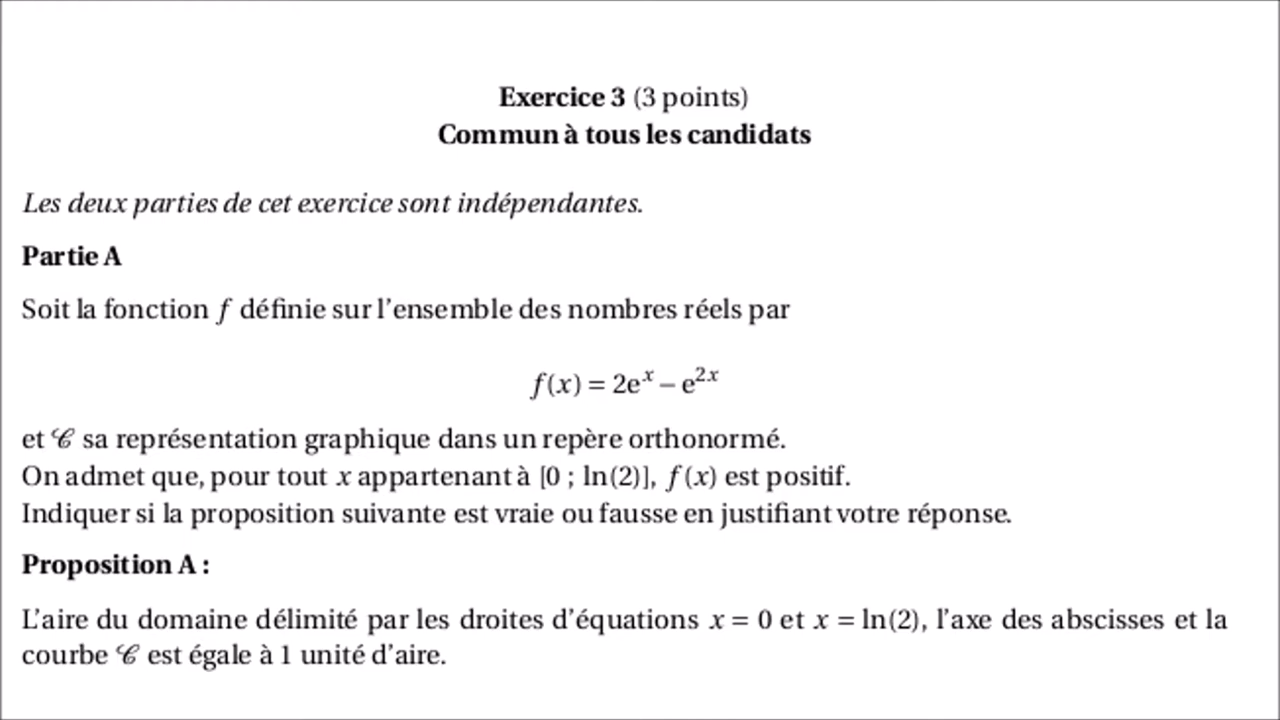 Exercice 3 (3 points)
Commun à tous les candidats
Les deux parties de cet exercice sont indépendantes.
Partie A
Soit la fonction f définie sur l'ensemble des nombres réels par
f(x) = 2eˣ – e²ˣ
et 𝒞 sa représentation graphique dans un repère orthonormé.
On admet que, pour tout x appartenant à [0 ; ln(2)], f(x) est positif.
Indiquer si la proposition suivante est vraie ou fausse en justifiant votre réponse.
Proposition A :
L'aire du domaine délimité par les droites d'équations x = 0 et x = ln(2), l'axe des abscisses et la
courbe 𝒞 est égale à 1 unité d'aire.